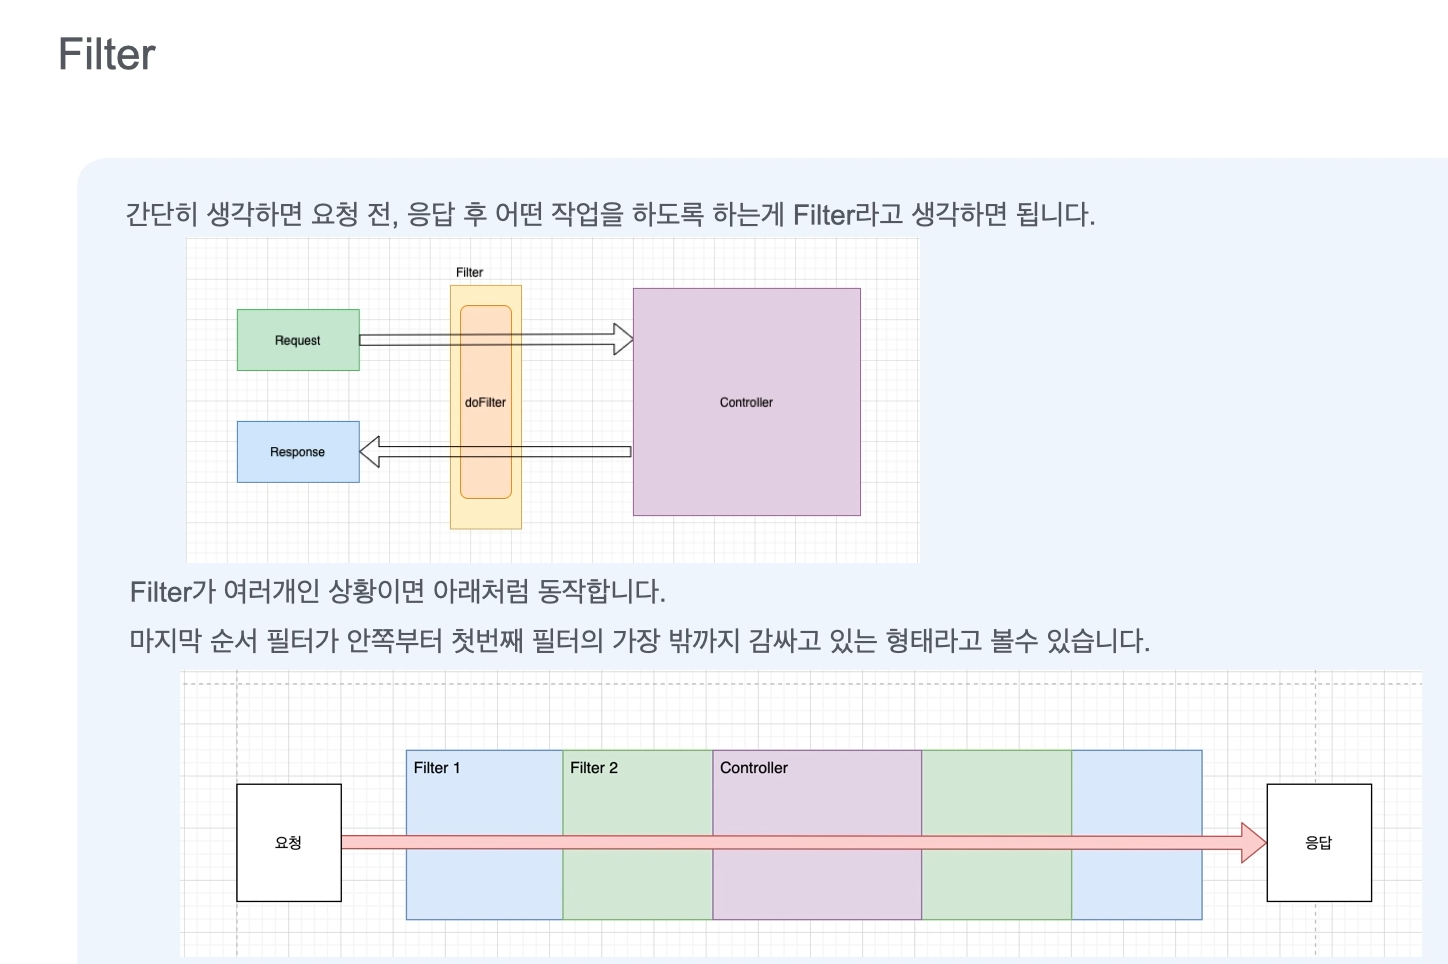 Filter
간단히 생각하면 요청 전, 응답 후 어떤 작업을 하도록 하는게 Filter라고 생각하면 됩니다.
Filter
Request
doFilter
Controller
Response
Filter가 여러개인 상황이면 아래처럼 동작합니다.
마지막 순서 필터가 안쪽부터 첫번째 필터의 가장 밖까지 감싸고 있는 형태라고 볼수 있습니다.
Filter 1
Filter 2
Controller
요청
응답